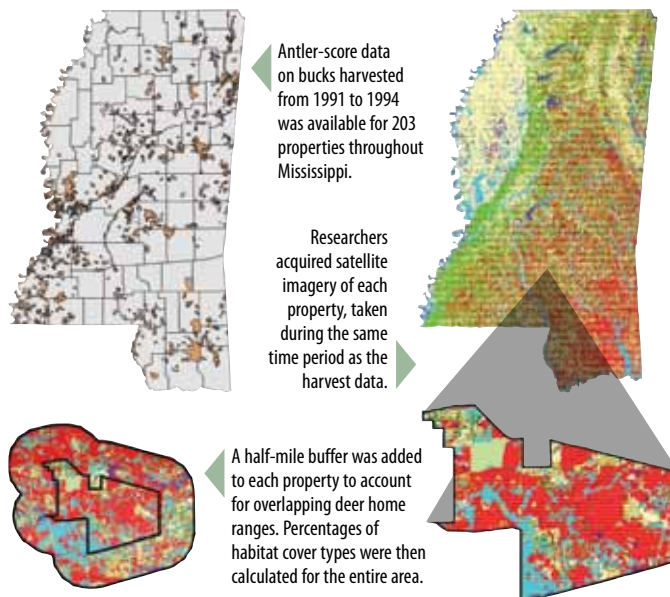 Antler-score data
on bucks harvested
from 1991 to 1994
was available for 203
properties throughout
Mississippi.
Researchers
acquired satellite
imagery of each
property, taken
during the same
time period as the
harvest data.
A half-mile buffer was added
to each property to account
for overlapping deer home
ranges. Percentages of
habitat cover types were then
calculated for the entire area.